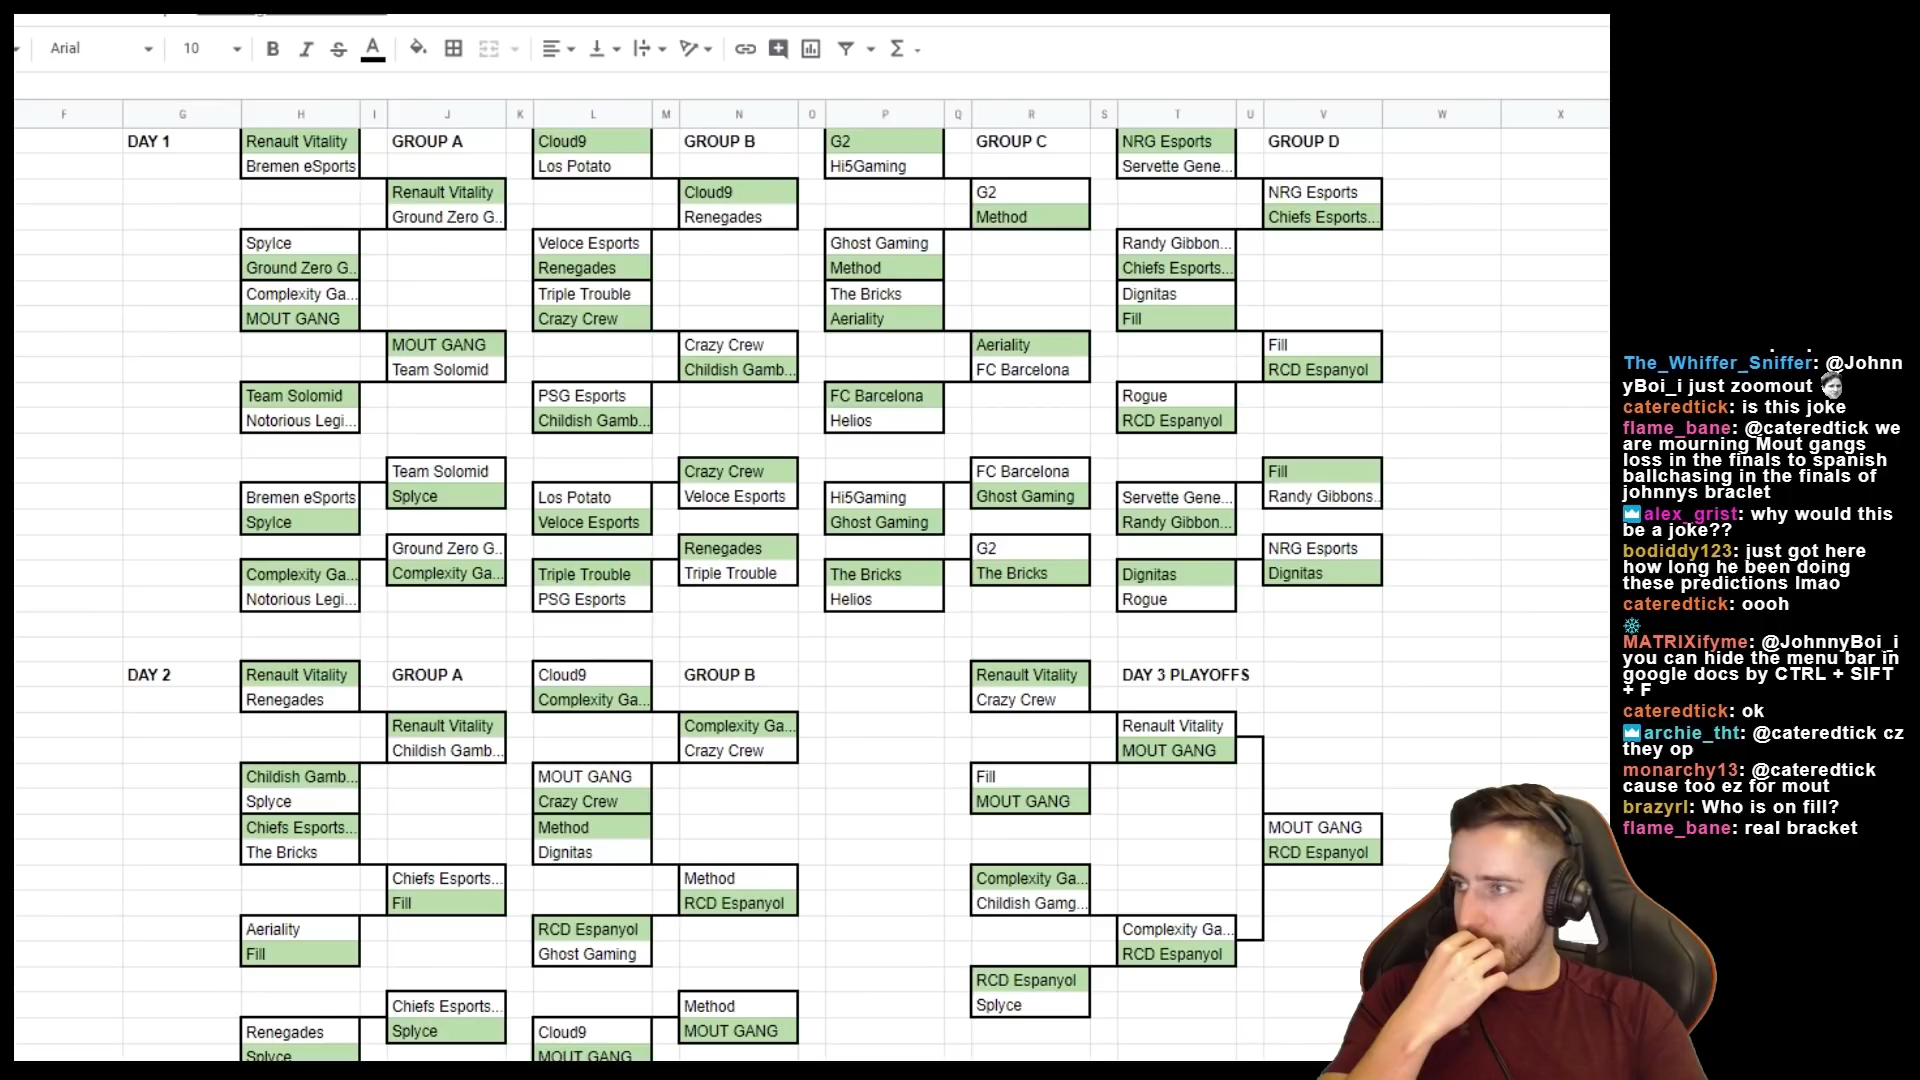 Arial 10 B I S A
F G H I J K L M N O P Q R S T U V W X
DAY 1 Renault Vitality GROUP A Cloud9 GROUP B G2 GROUP C NRG Esports GROUP D
Bremen eSports Los Potato Hi5Gaming Servette Gene...
Renault Vitality Cloud9 G2 NRG Esports
Ground Zero G.. Renegades Method Chiefs Esports...
Spylce Veloce Esports Ghost Gaming Randy Gibbon...
Ground Zero G.. Renegades Method Chiefs Esports...
Complexity Ga... Triple Trouble The Bricks Dignitas
MOUT GANG Crazy Crew Aeriality Fill
MOUT GANG Crazy Crew Aeriality Fill
Team Solomid Childish Gamb... FC Barcelona RCD Espanyol
Team Solomid PSG Esports FC Barcelona Rogue
Notorious Legi... Childish Gamb... Helios RCD Espanyol
Team Solomid Crazy Crew FC Barcelona Fill
Bremen eSports Splyce Los Potato Veloce Esports Hi5Gaming Ghost Gaming Servette Gene... Randy Gibbons..
Spylce Veloce Esports Ghost Gaming Randy Gibbon...
Ground Zero G.. Renegades G2 NRG Esports
Complexity Ga... Complexity Ga... Triple Trouble Triple Trouble The Bricks The Bricks Dignitas Dignitas
Notorious Legi... PSG Esports Helios Rogue
DAY 2 Renault Vitality GROUP A Cloud9 GROUP B Renault Vitality DAY 3 PLAYOFFS
Renegades Complexity Ga... Crazy Crew
Renault Vitality Complexity Ga... Renault Vitality
Childish Gamb... Crazy Crew MOUT GANG
Childish Gamb... MOUT GANG Fill
Splyce Crazy Crew MOUT GANG
Chiefs Esports... Method MOUT GANG
The Bricks Dignitas RCD Espanyol
Chiefs Esports... Method Complexity Ga...
Fill RCD Espanyol Childish Gamg...
Aeriality RCD Espanyol Complexity Ga...
Fill Ghost Gaming RCD Espanyol
RCD Espanyol
Chiefs Esports... Method Splyce
Renegades Splyce Cloud9 MOUT GANG
Splyce MOUT GANG
The_Whiffer_Sniffer: @Johnn
yBoi_i just zoomout
cateredtick: is this joke
flame_bane: @cateredtick we
are mourning Mout gangs
loss in the finals to spanish
ballchasing in the finals of
johnnys braclet
alex_grist: why would this
be a joke??
bodiddy123: just got here
how long he been doing
these predictions lmao
cateredtick: oooh
MATRIXifyme: @JohnnyBoi_i
you can hide the menu bar in
google docs by CTRL + SIFT
+ F
cateredtick: ok
archie_tht: @cateredtick cz
they op
monarchy13: @cateredtick
cause too ez for mout
brazyrl: Who is on fill?
flame_bane: real bracket